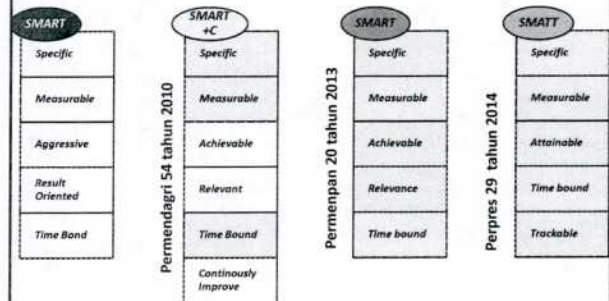 SMART
Specific
Measurable
Aggressive
Result
Oriented
Time Bond
Permendagri 54 tahun 2010
SMART
+C
Specific
Measurable
Achievable
Relevant
Time Bound
Continously
Improve
Permenpan 20 tahun 2013
SMART
Specific
Measurable
Achievable
Relevance
Time bound
Perpres 29 tahun 2014
SMATT
Specific
Measurable
Attainable
Time bound
Trackable